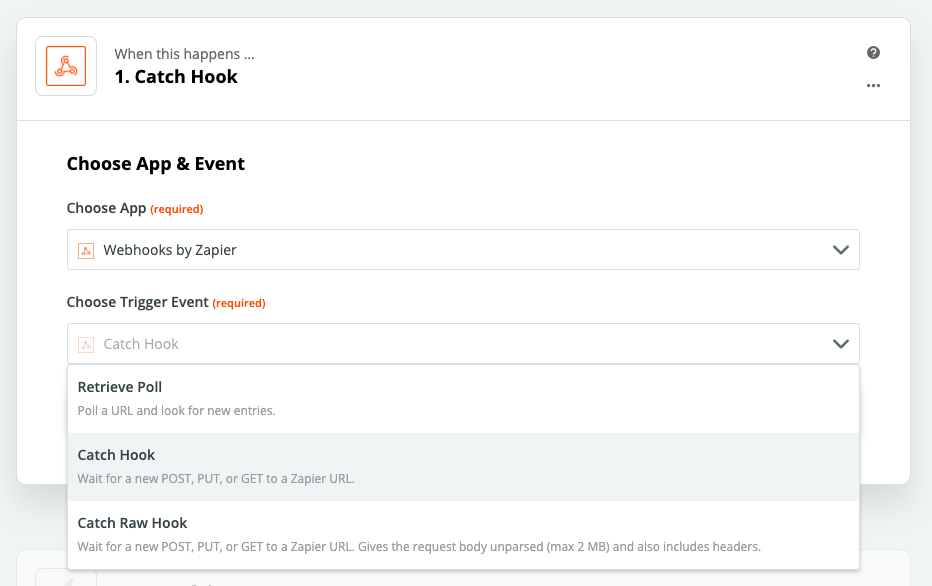 When this happens ...
1. Catch Hook
Choose App & Event
Choose App (required)
Webhooks by Zapier
Choose Trigger Event (required)
Catch Hook
Retrieve Poll
Poll a URL and look for new entries.
Catch Hook
Wait for a new POST, PUT, or GET to a Zapier URL.
Catch Raw Hook
Wait for a new POST, PUT, or GET to a Zapier URL. Gives the request body unparsed (max 2 MB) and also includes headers.